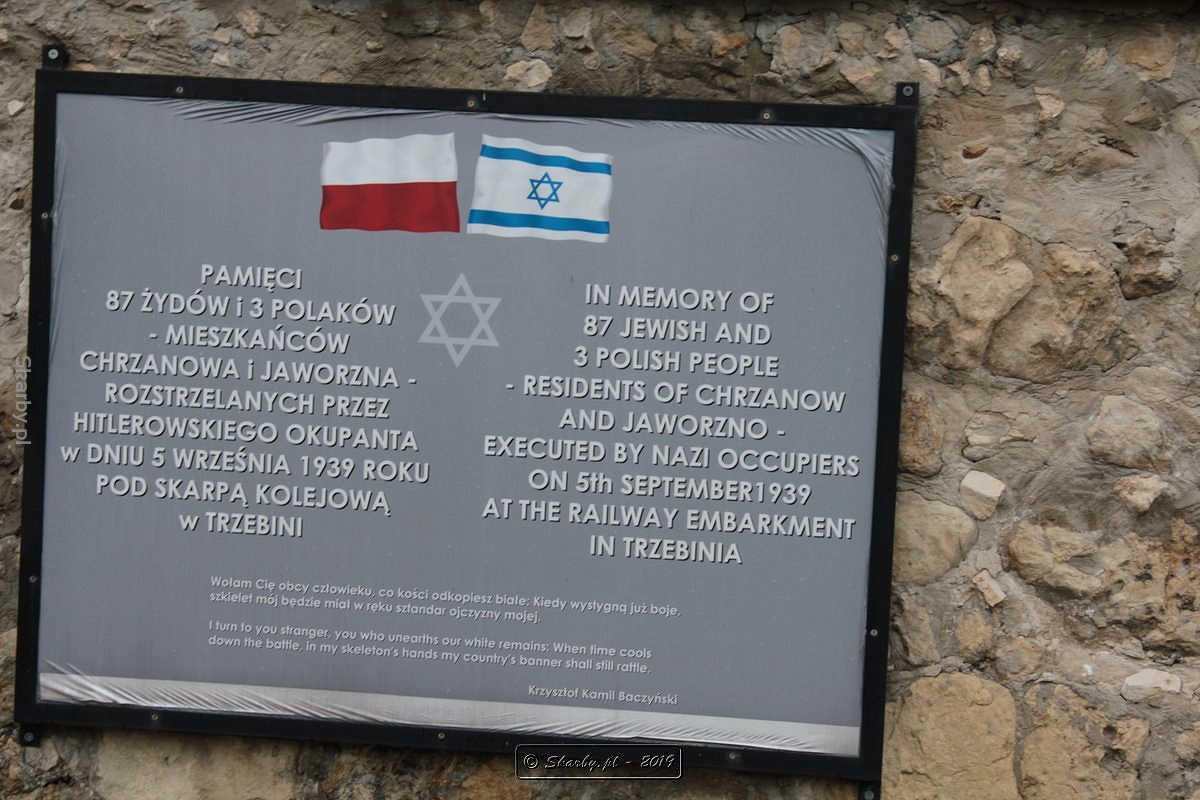 PAMIĘCI
87 ŻYDÓW i 3 POLAKÓW
- MIESZKAŃCÓW
CHRZANOWA i JAWORZNA -
ROZSTRZELANYCH PRZEZ
HITLEROWSKIEGO OKUPANTA
w DNIU 5 WRZEŚNIA 1939 ROKU
POD SKARPĄ KOLEJOWĄ
w TRZEBINI
IN MEMORY OF
87 JEWISH AND
3 POLISH PEOPLE
- RESIDENTS OF CHRZANOW
AND JAWORZNO -
EXECUTED BY NAZI OCCUPIERS
ON 5th SEPTEMBER1939
AT THE RAILWAY EMBARKMENT
IN TRZEBINIA
Wołam Cię obcy człowieku, co kości odkopiesz białe: Kiedy wystygną już boje,
szkielet mój będzie miał w ręku sztandar ojczyzny mojej.
I turn to you stranger, you who unearths our white remains: When time cools
down the battle, in my skeleton's hands my country's banner shall still rattle.
Krzysztof Kamil Baczyński
Skarby.pl
© Skarby.pl - 2019